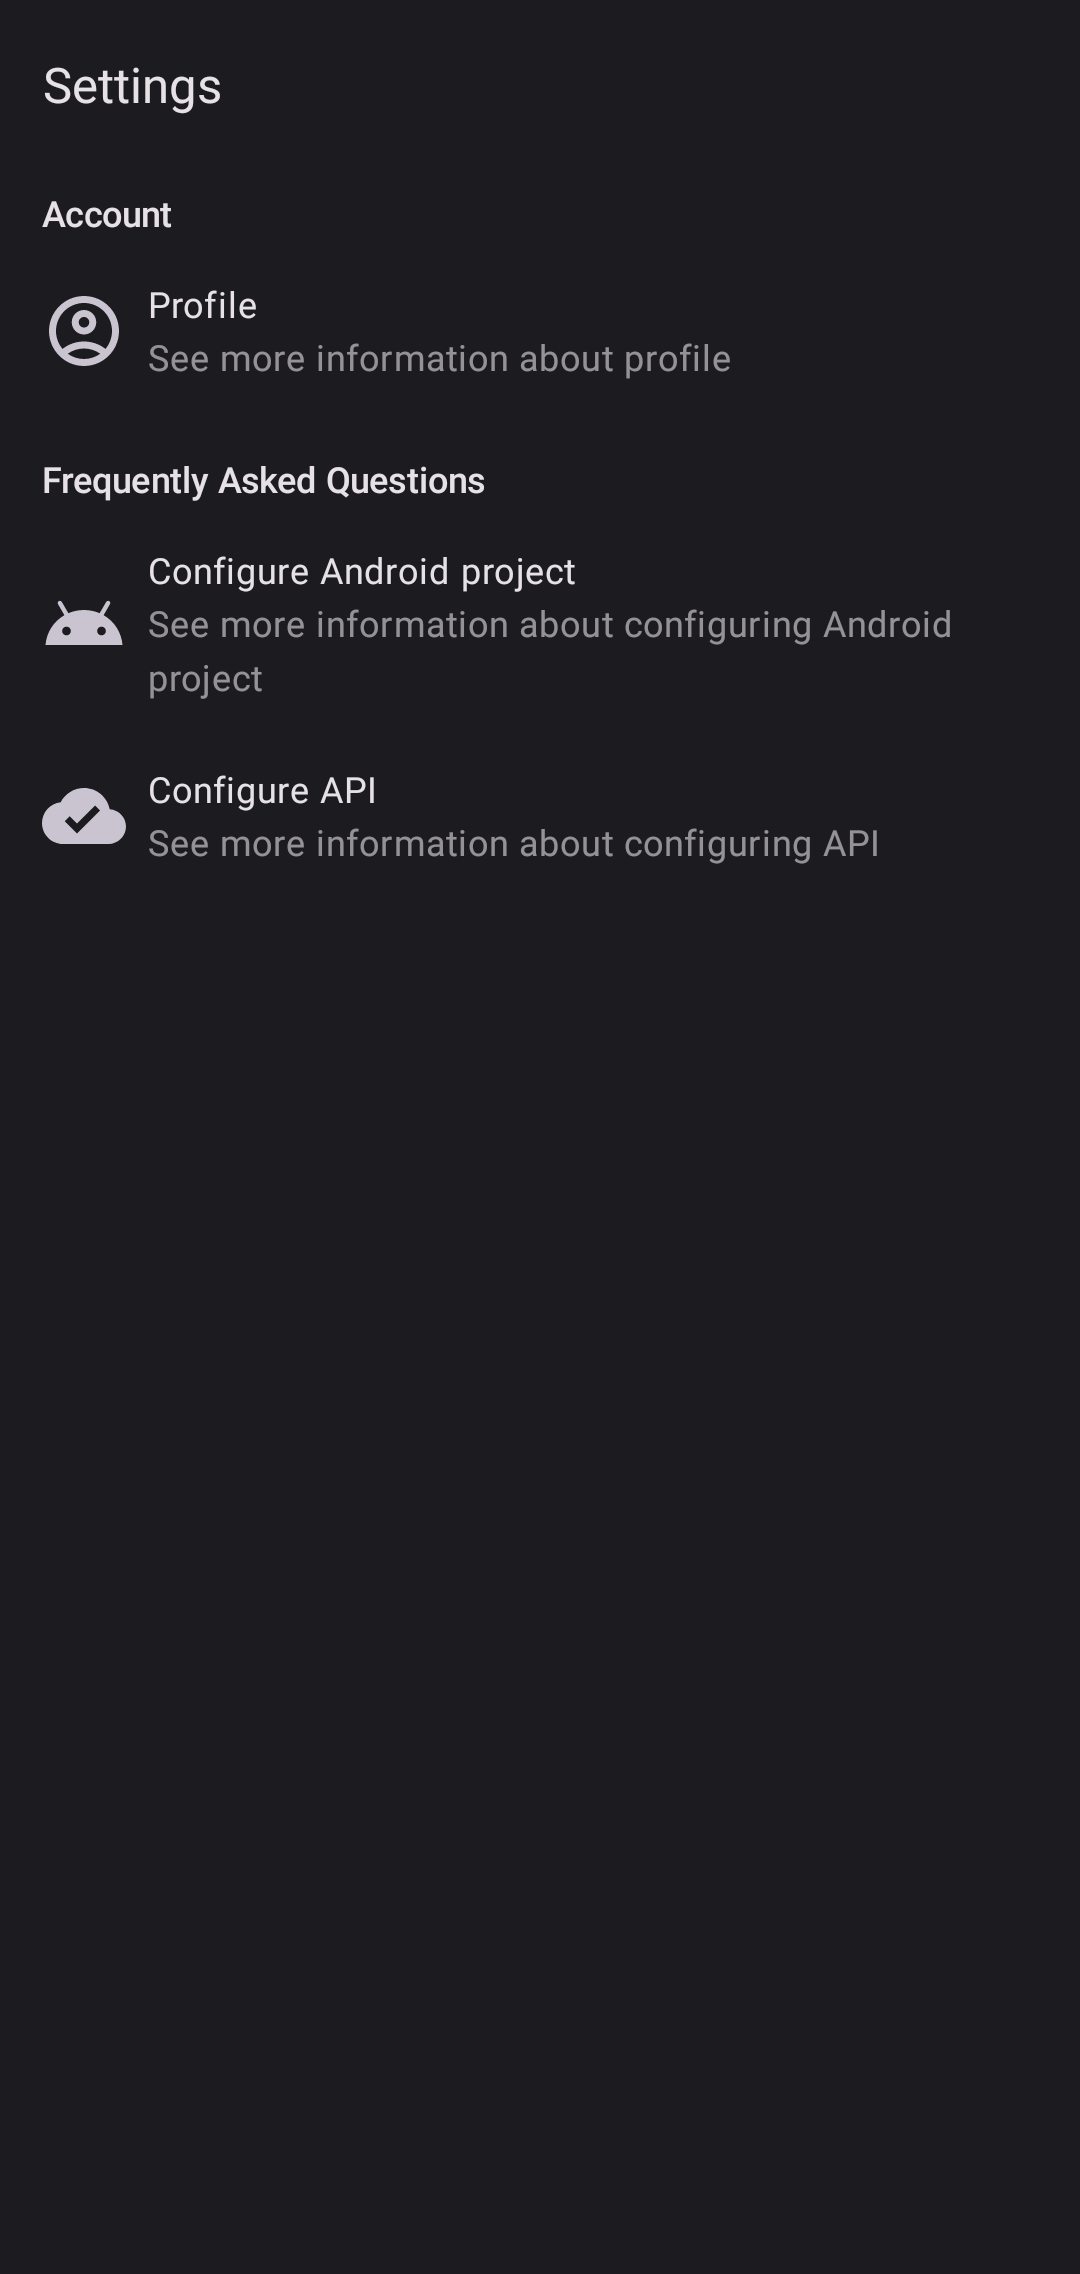 Settings
Account
Profile
See more information about profile
Frequently Asked Questions
Configure Android project
See more information about configuring Android
project
Configure API
See more information about configuring API